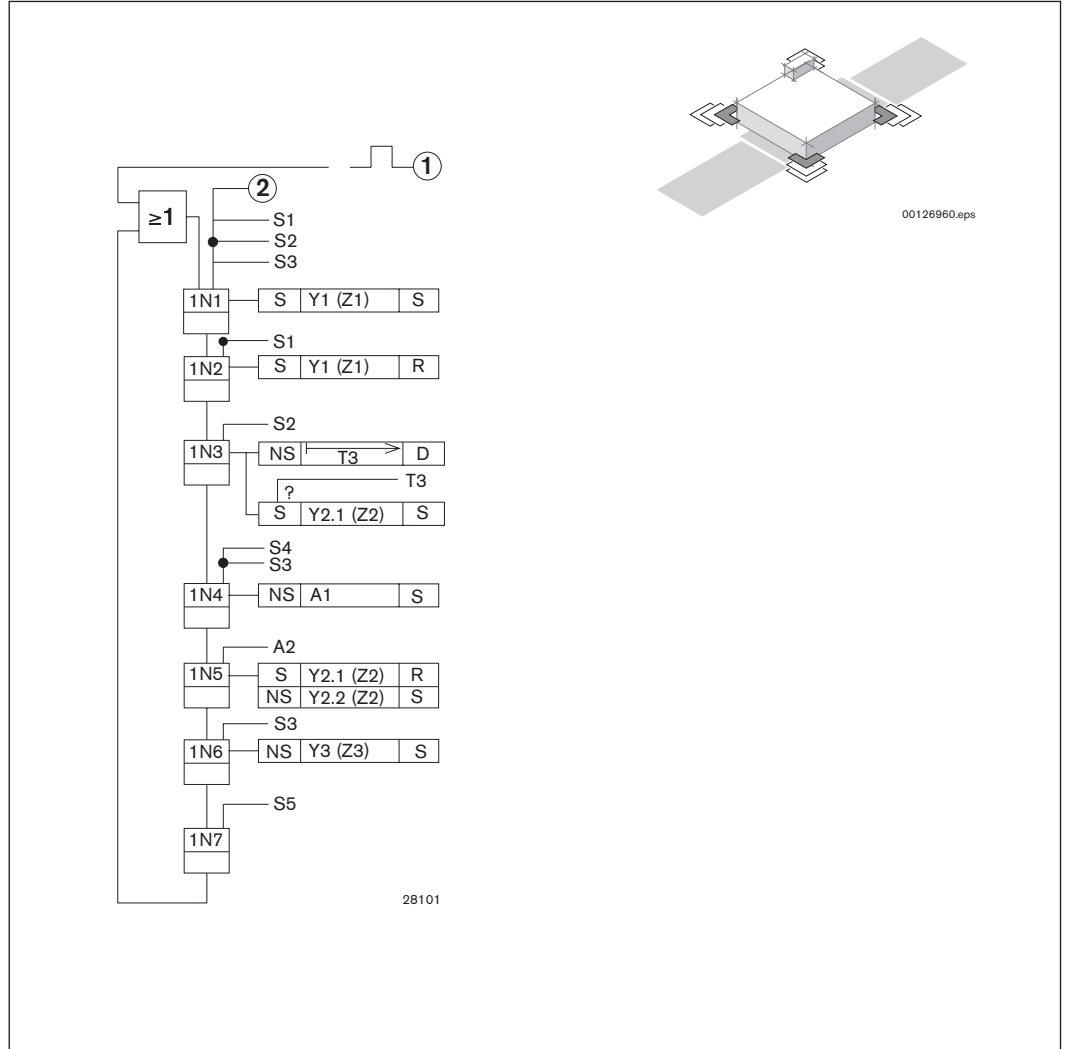 00126960.eps
1
2
≥1
S1
S2
S3
1N1 S Y1 (Z1) S
S1
1N2 S Y1 (Z1) R
S2
1N3 NS T3 D
T3
?
S Y2.1 (Z2) S
S4
S3
1N4 NS A1 S
A2
1N5 S Y2.1 (Z2) R
NS Y2.2 (Z2) S
S3
1N6 NS Y3 (Z3) S
S5
1N7
28101